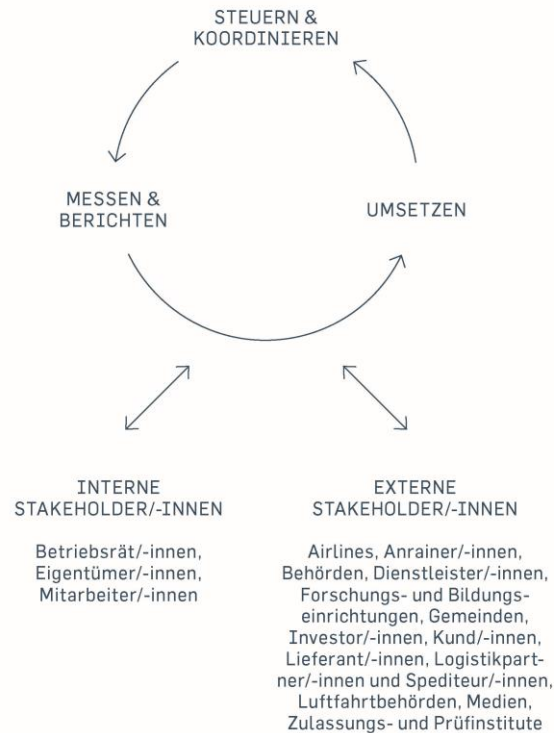 STEUERN &
KOORDINIEREN
MESSEN &
BERICHTEN
UMSETZEN
INTERNE
STAKEHOLDER/-INNEN
Betriebsrät/-innen,
Eigentümer/-innen,
Mitarbeiter/-innen
EXTERNE
STAKEHOLDER/-INNEN
Airlines, Anrainer/-innen,
Behörden, Dienstleister/-innen,
Forschungs- und Bildungs-
einrichtungen, Gemeinden,
Investor/-innen, Kund/-innen,
Lieferant/-innen, Logistikpart-
ner/-innen und Spediteur/-innen,
Luftfahrtbehörden, Medien,
Zulassungs- und Prüfinstitute